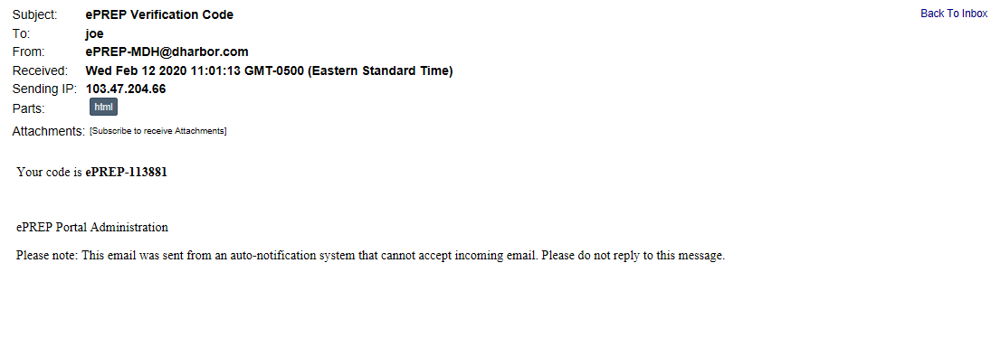 Subject: ePREP Verification Code Back To Inbox
To: joe
From: ePREP-MDH@dharbor.com
Received: Wed Feb 12 2020 11:01:13 GMT-0500 (Eastern Standard Time)
Sending IP: 103.47.204.66
Parts: html
Attachments: [Subscribe to receive Attachments]
Your code is ePREP-113881
ePREP Portal Administration
Please note: This email was sent from an auto-notification system that cannot accept incoming email. Please do not reply to this message.